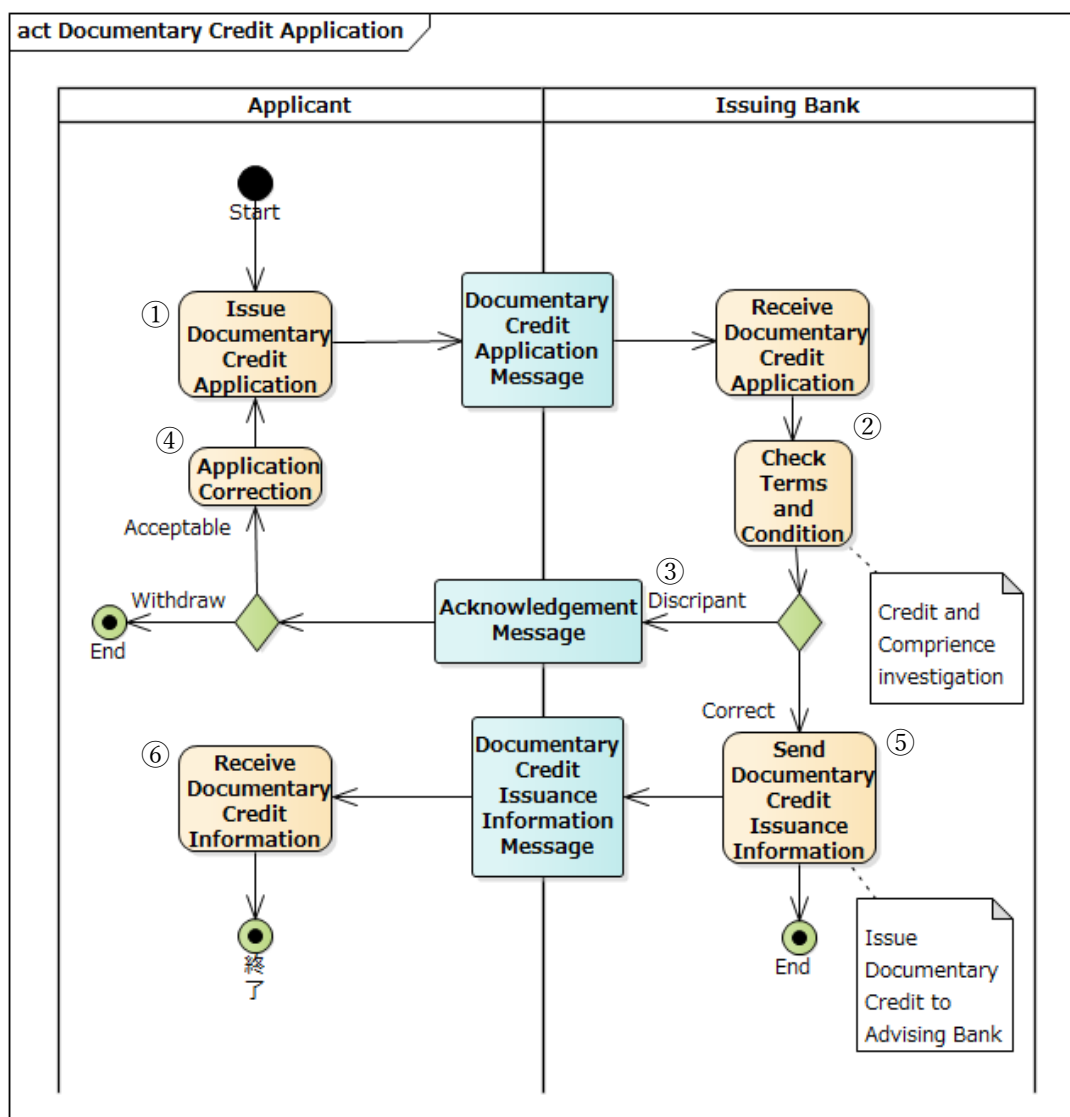 act Documentary Credit Application
Applicant
Issuing Bank
Start
①
Issue
Documentary
Credit
Application
Documentary
Credit
Application
Message
Receive
Documentary
Credit
Application
②
Check
Terms
and
Condition
④
Application
Correction
Acceptable
Withdraw
End
Acknowledgement
Message
③
Discripant
Credit and
Comprience
investigation
Correct
⑤
Send
Documentary
Credit
Issuance
Information
Documentary
Credit
Issuance
Information
Message
⑥
Receive
Documentary
Credit
Information
終
了
End
Issue
Documentary
Credit to
Advising Bank